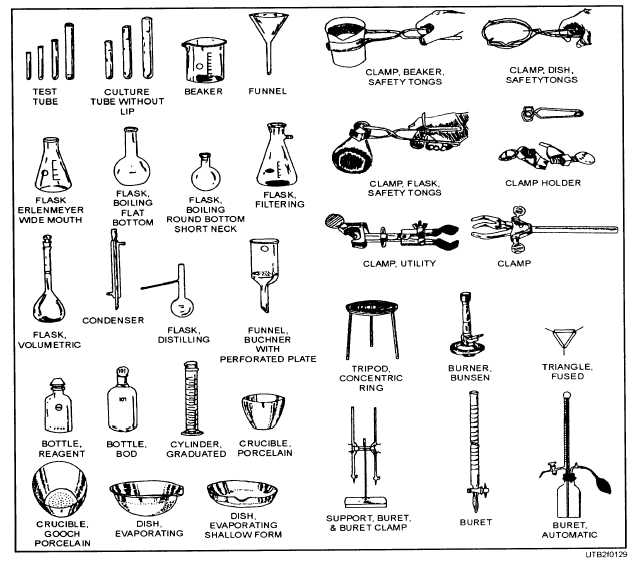 TEST
TUBE
CULTURE
TUBE WITHOUT
LIP
BEAKER
FUNNEL
CLAMP, BEAKER,
SAFETY TONGS
CLAMP, DISH,
SAFETYTONGS
FLASK
ERLENMEYER
WIDE MOUTH
FLASK,
BOILING
FLAT
BOTTOM
FLASK,
BOILING
ROUND BOTTOM
SHORT NECK
FLASK,
FILTERING
CLAMP, FLASK,
SAFETY TONGS
CLAMP HOLDER
CLAMP, UTILITY
CLAMP
FLASK,
VOLUMETRIC
CONDENSER
FLASK,
DISTILLING
FUNNEL,
BUCHNER
WITH
PERFORATED PLATE
TRIPOD,
CONCENTRIC
RING
BURNER,
BUNSEN
TRIANGLE,
FUSED
BOTTLE,
REAGENT
101
101
BOTTLE,
BOD
CYLINDER,
GRADUATED
CRUCIBLE,
PORCELAIN
CRUCIBLE,
GOOCH
PORCELAIN
DISH,
EVAPORATING
DISH,
EVAPORATING
SHALLOW FORM
SUPPORT, BURET,
& BURET CLAMP
BURET
BURET,
AUTOMATIC
UTB2f0129